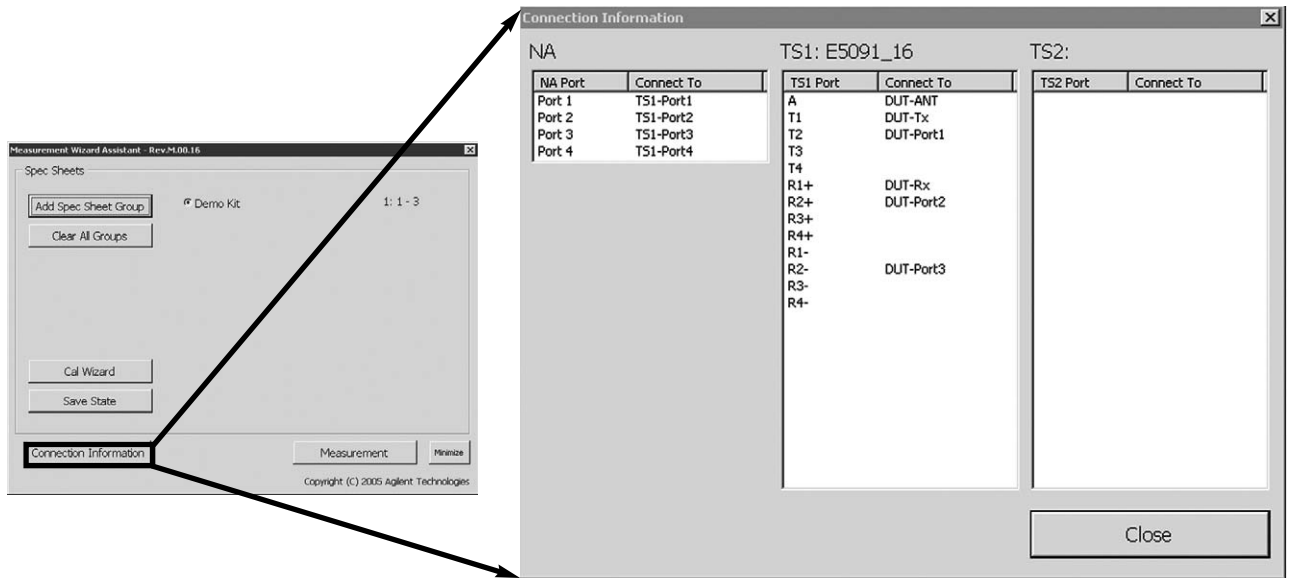 Measurement Wizard Assistant - Rev.M.00.16
Spec Sheets
Add Spec Sheet Group
Demo Kit
1: 1 - 3
Clear All Groups
Cal Wizard
Save State
Connection Information
Measurement
Minimize
Copyright (C) 2005 Agilent Technologies
Connection Information
NA
NA Port Connect To
Port 1 TS1-Port1
Port 2 TS1-Port2
Port 3 TS1-Port3
Port 4 TS1-Port4
TS1: E5091_16
TS1 Port Connect To
A DUT-ANT
T1 DUT-Tx
T2 DUT-Port1
T3
T4
R1+ DUT-Rx
R2+ DUT-Port2
R3+
R4+
R1-
R2- DUT-Port3
R3-
R4-
TS2:
TS2 Port Connect To
Close